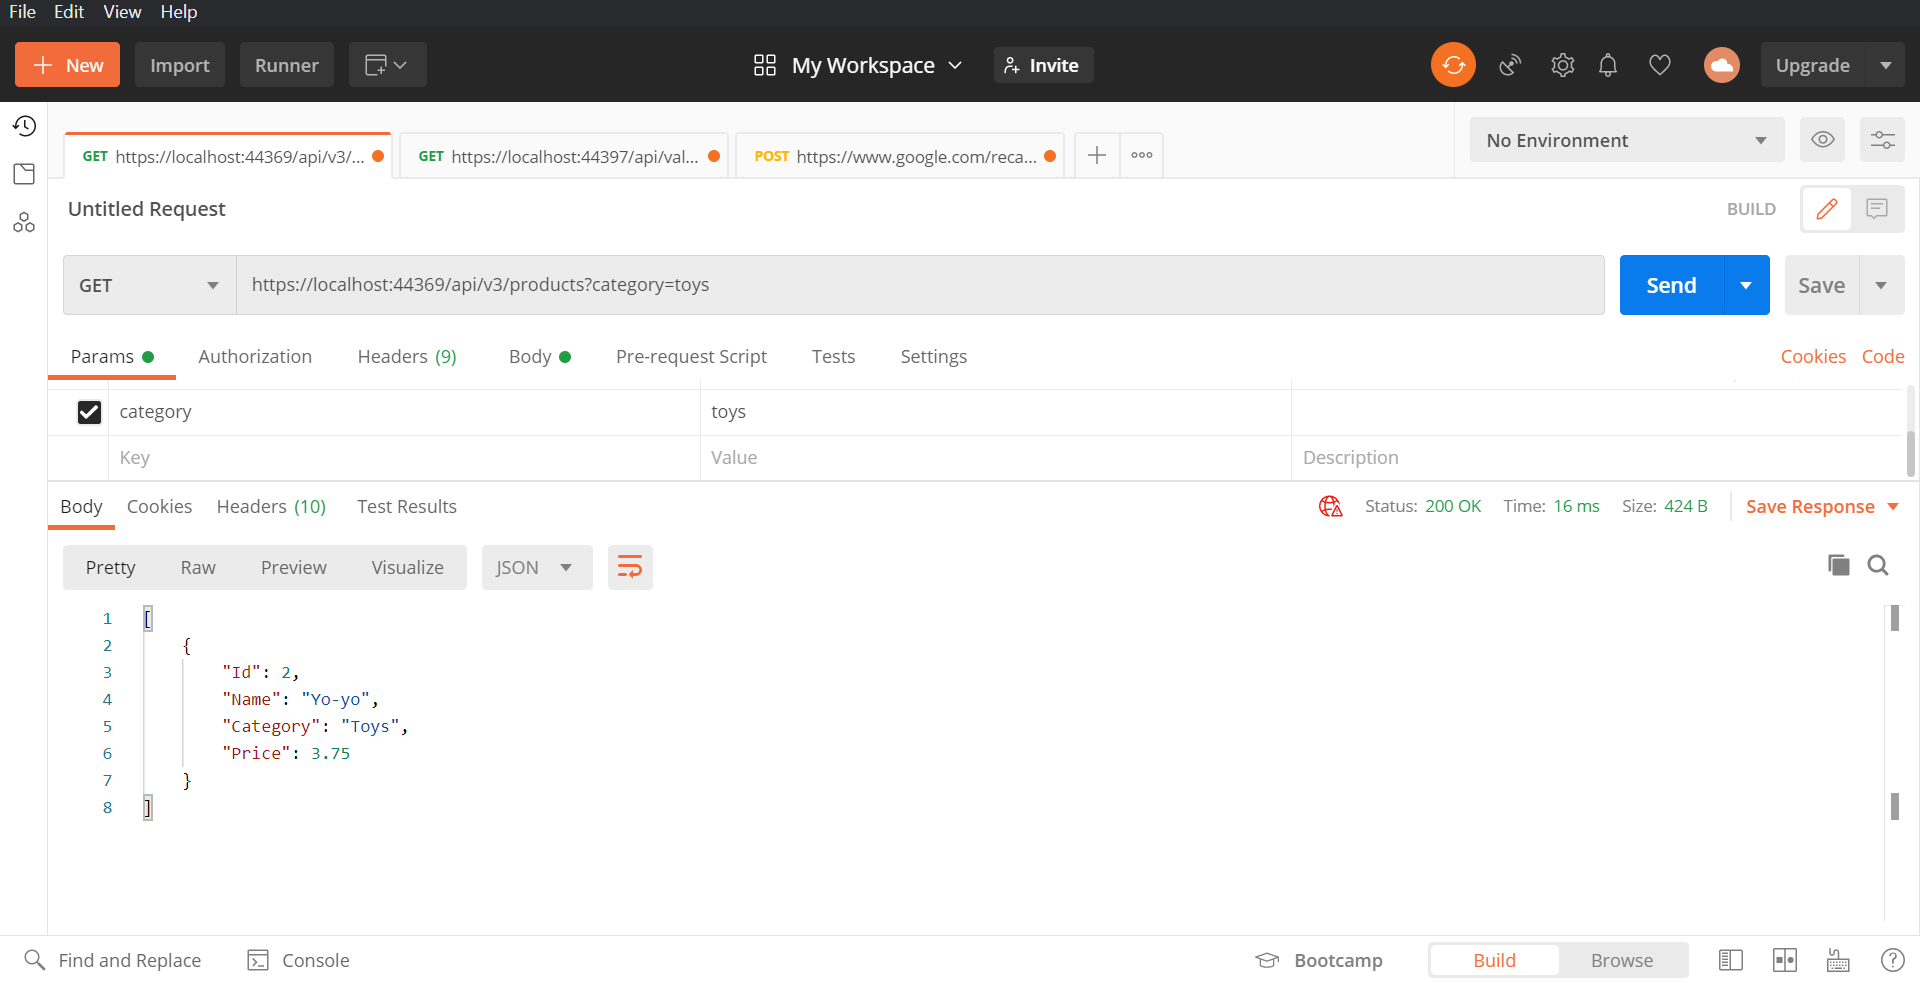 File Edit View Help
New Import Runner My Workspace Invite Upgrade
GET https://localhost:44369/api/v3/... GET https://localhost:44397/api/val... POST https://www.google.com/reca... No Environment
Untitled Request BUILD
GET https://localhost:44369/api/v3/products?category=toys Send Save
Params Authorization Headers (9) Body Pre-request Script Tests Settings Cookies Code
category toys
Key Value Description
Body Cookies Headers (10) Test Results Status: 200 OK Time: 16 ms Size: 424 B Save Response
Pretty Raw Preview Visualize JSON
1 [
2 {
3 "Id": 2,
4 "Name": "Yo-yo",
5 "Category": "Toys",
6 "Price": 3.75
7 }
8 ]
Find and Replace Console Bootcamp Build Browse